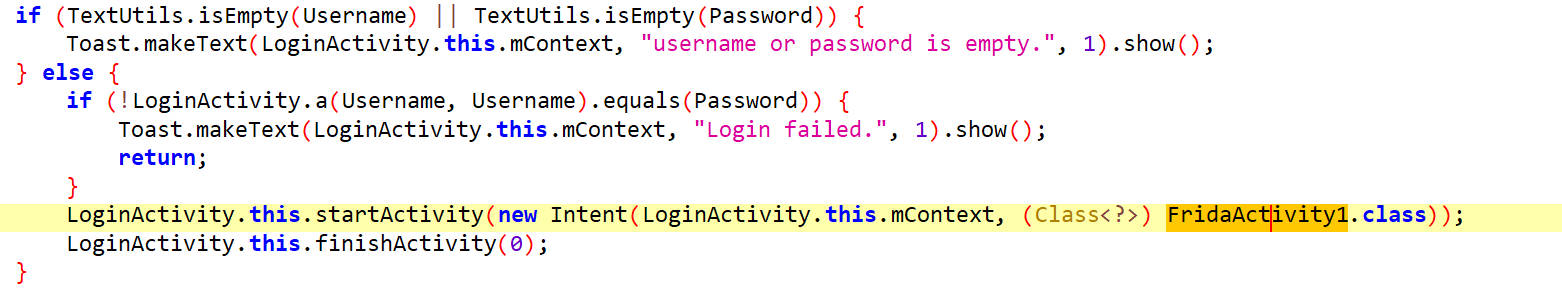 if (TextUtils.isEmpty(Username) || TextUtils.isEmpty(Password)) {
    Toast.makeText(LoginActivity.this.mContext, "username or password is empty.", 1).show();
} else {
    if (!LoginActivity.a(Username, Username).equals(Password)) {
        Toast.makeText(LoginActivity.this.mContext, "Login failed.", 1).show();
        return;
    }
    LoginActivity.this.startActivity(new Intent(LoginActivity.this.mContext, (Class<?>) FridaActivity1.class));
    LoginActivity.this.finishActivity(0);
}